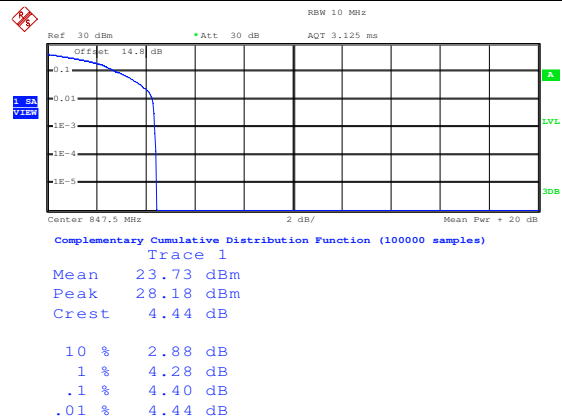 RBW 10 MHz
Ref 30 dBm *Att 30 dB AQT 3.125 ms
Offset 14.8 dB
0.1
A
1 SA
VIEW
0.01
1E-3
LVL
1E-4
1E-5
3DB
Center 847.5 MHz 2 dB/ Mean Pwr + 20 dB
Complementary Cumulative Distribution Function (100000 samples)
Trace 1
Mean 23.73 dBm
Peak 28.18 dBm
Crest 4.44 dB
10 % 2.88 dB
1 % 4.28 dB
.1 % 4.40 dB
.01 % 4.44 dB